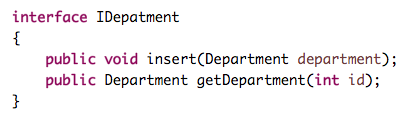 interface IDepatment
{
    public void insert(Department department);
    public Department getDepartment(int id);
}